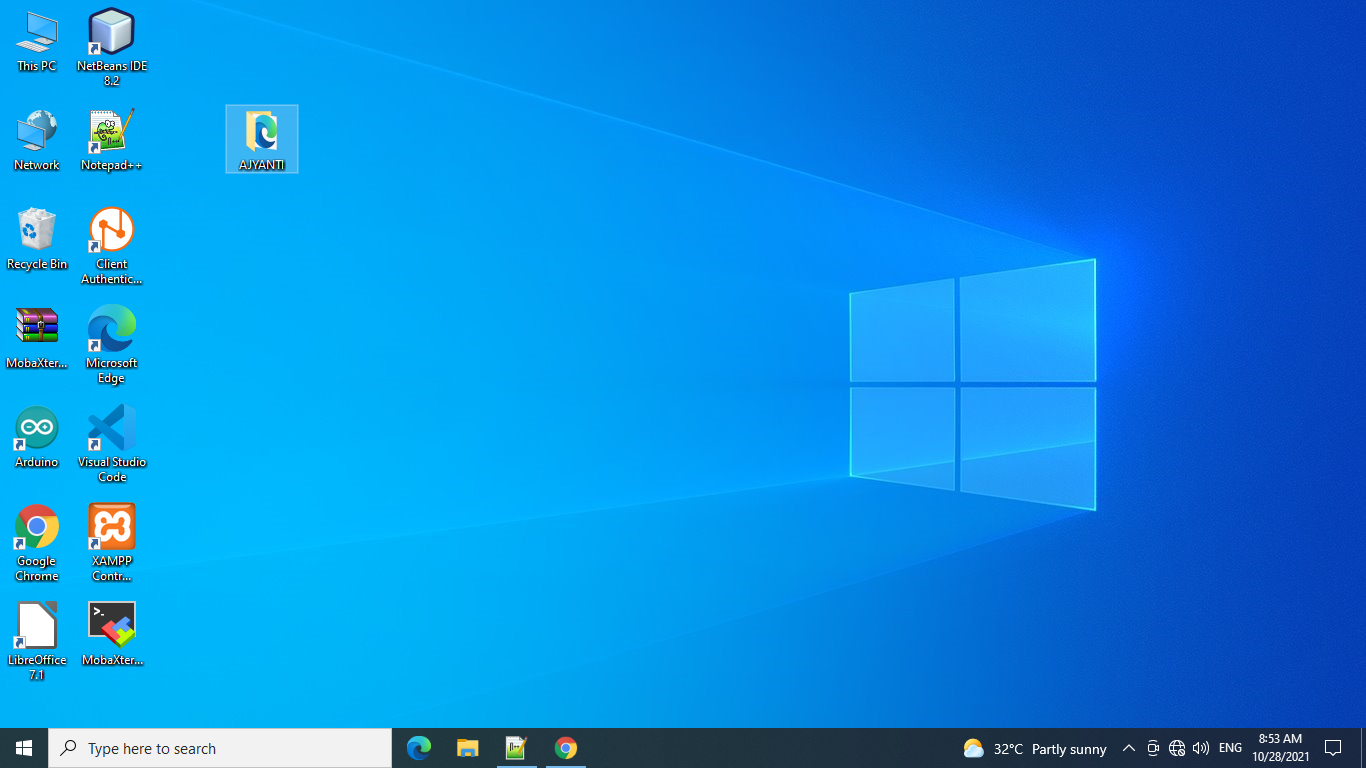 This PC
NetBeans IDE
8.2
Network
Notepad++
AJYANTI
Recycle Bin
Client
Authentic...
MobaXter...
Microsoft
Edge
Arduino
Visual Studio
Code
Google
Chrome
XAMPP
Contr...
LibreOffice
7.1
MobaXter...
Type here to search
32°C Partly sunny
ENG
8:53 AM
10/28/2021